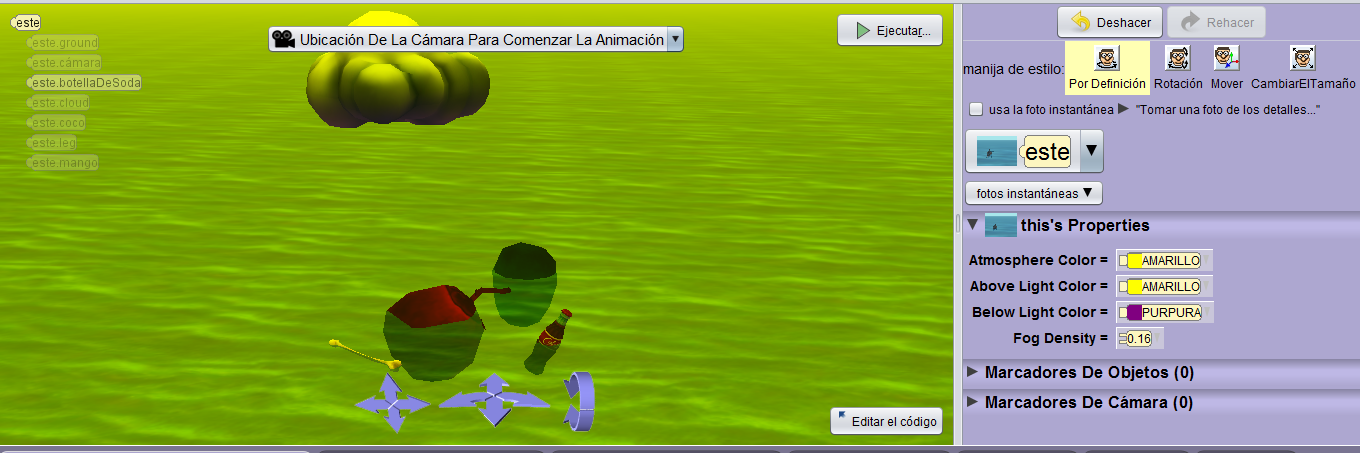 este
este.ground
este.cámara
este.botellaDeSoda
este.cloud
este.coco
este.leg
este.mango
Ubicación De La Cámara Para Comenzar La Animación
Ejecutar...
Editar el código
Deshacer
Rehacer
manija de estilo:
Por Definición
Rotación
Mover
CambiarElTamaño
usa la foto instantánea
"Tomar una foto de los detalles..."
este
fotos instantáneas
this's Properties
Atmosphere Color = AMARILLO
Above Light Color = AMARILLO
Below Light Color = PURPURA
Fog Density = 0.16
Marcadores De Objetos (0)
Marcadores De Cámara (0)